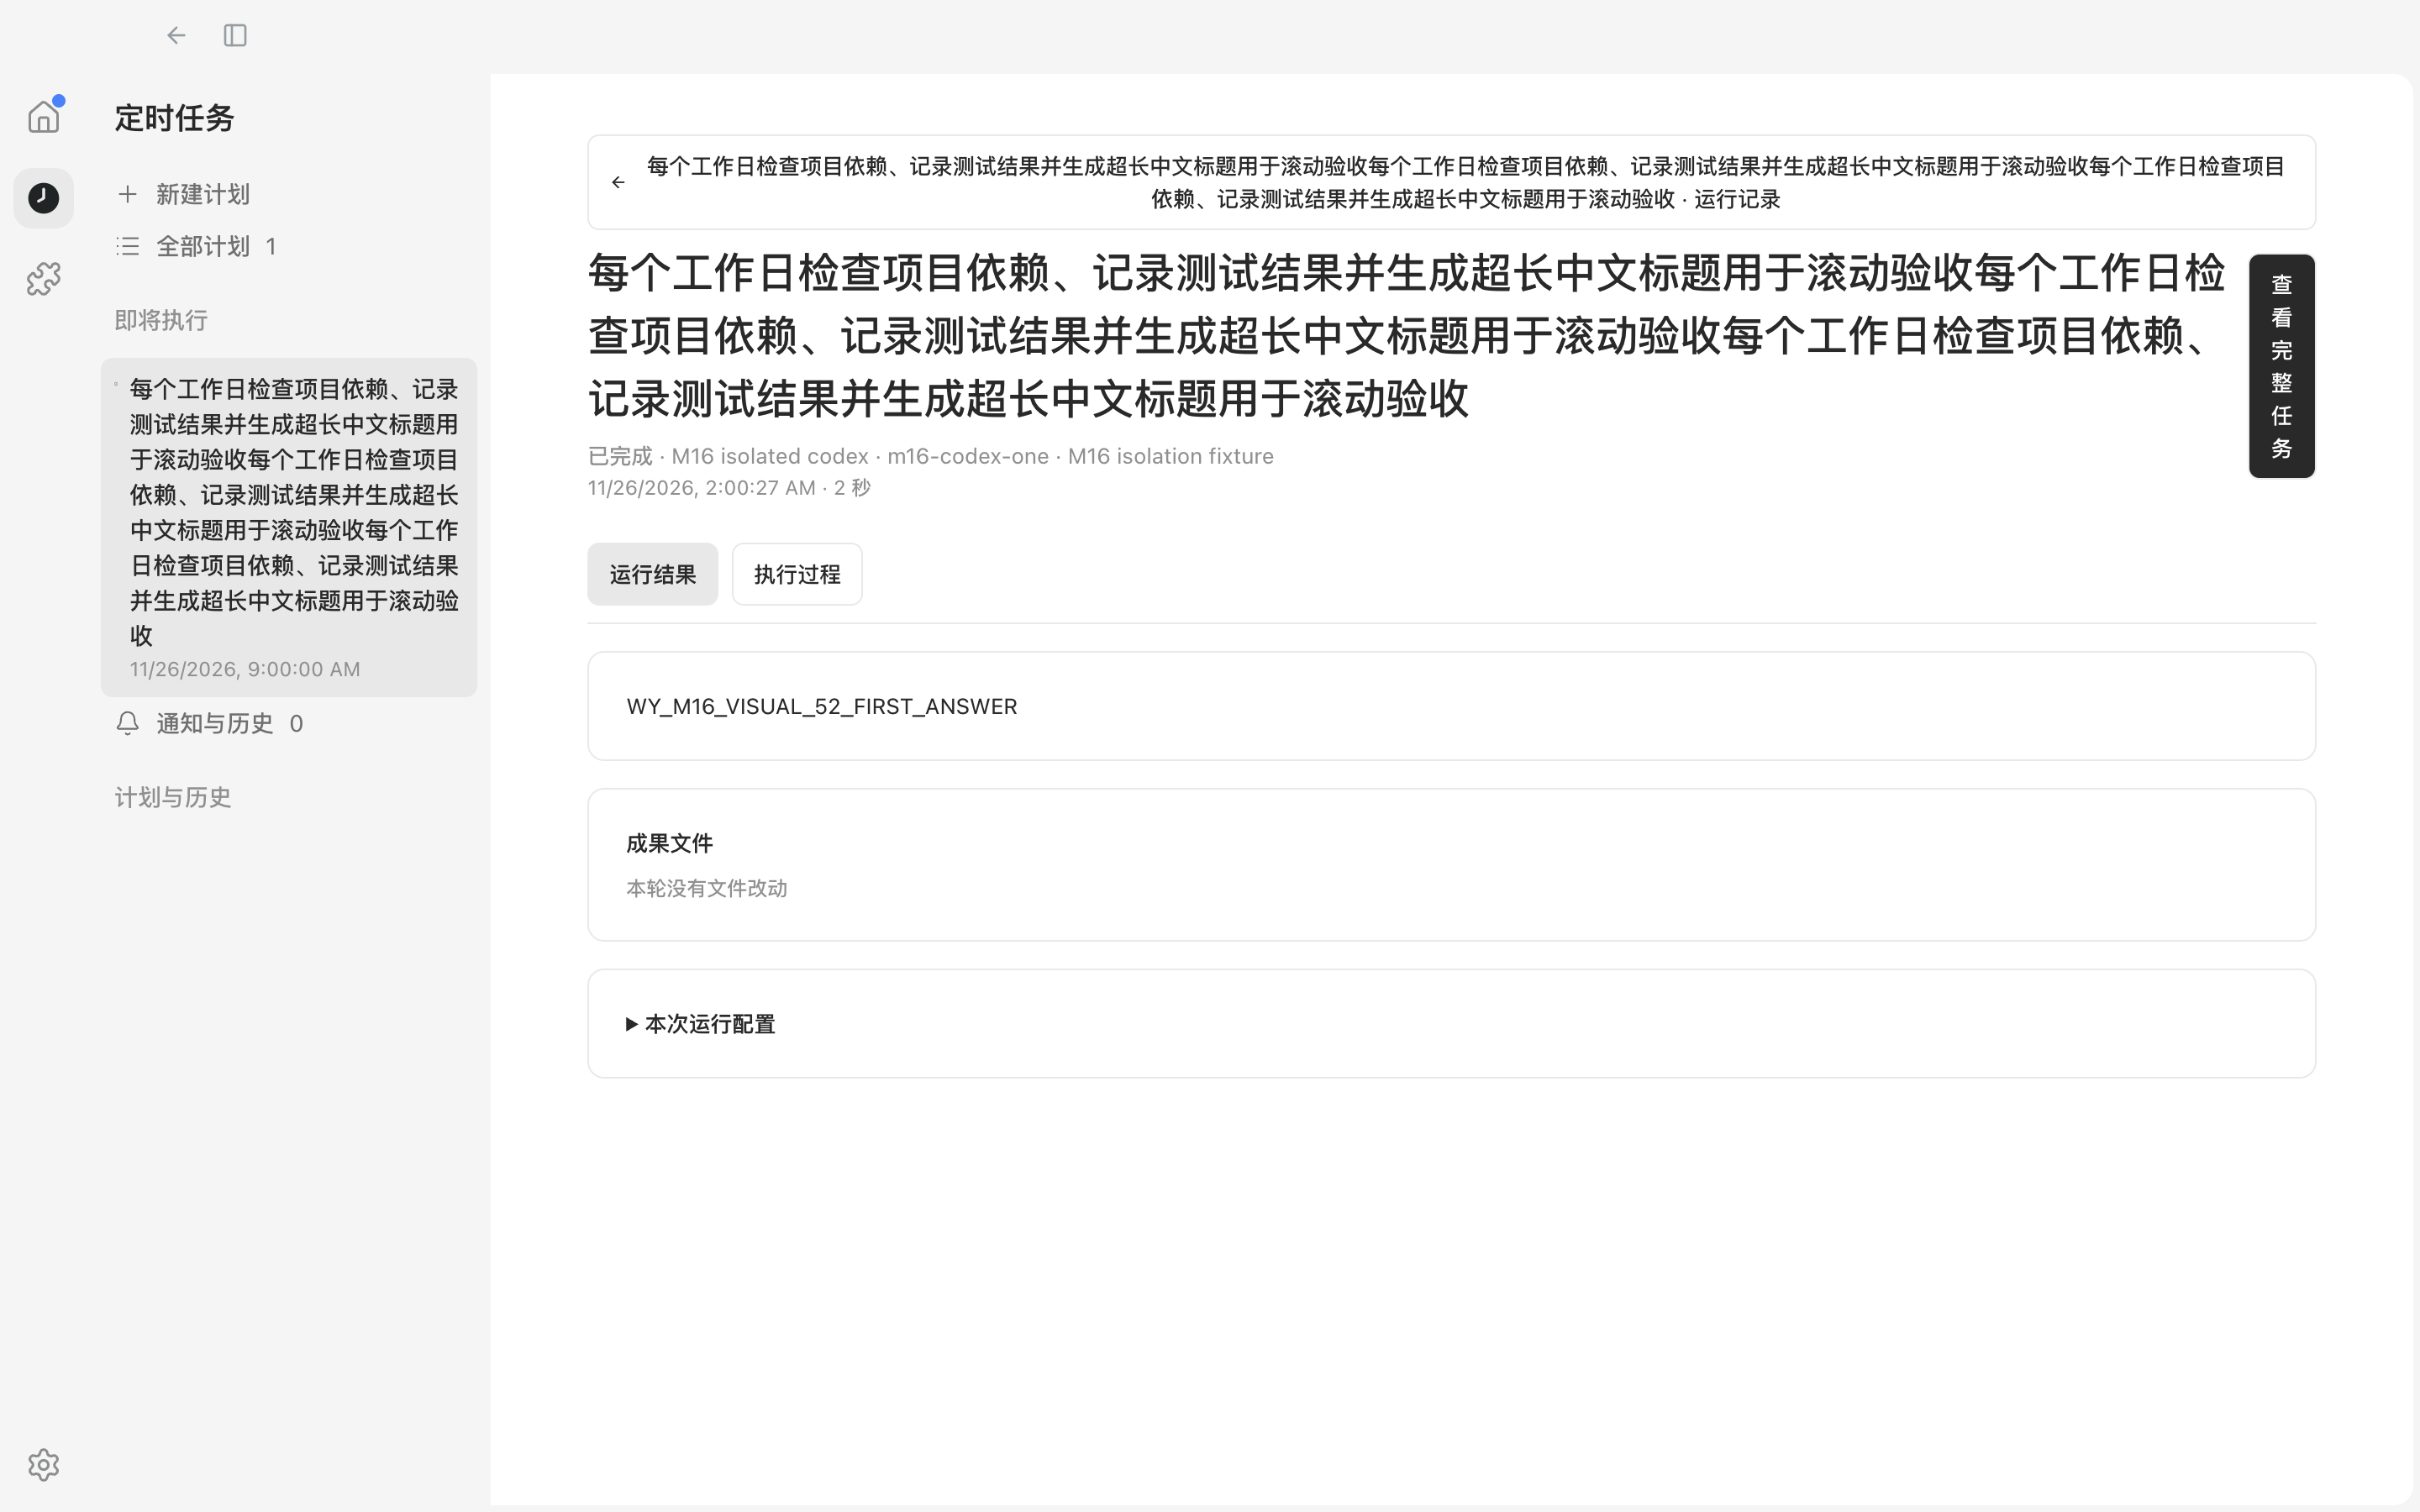 定时任务
新建计划
全部计划 1
即将执行
每个工作日检查项目依赖、记录
测试结果并生成超长中文标题用
于滚动验收每个工作日检查项目
依赖、记录测试结果并生成超长
中文标题用于滚动验收每个工作
日检查项目依赖、记录测试结果
并生成超长中文标题用于滚动验
收
11/26/2026, 9:00:00 AM
通知与历史 0
计划与历史
每个工作日检查项目依赖、记录测试结果并生成超长中文标题用于滚动验收每个工作日检查项目依赖、记录测试结果并生成超长中文标题用于滚动验收每个工作日检查项目
依赖、记录测试结果并生成超长中文标题用于滚动验收 · 运行记录
每个工作日检查项目依赖、记录测试结果并生成超长中文标题用于滚动验收每个工作日检
查项目依赖、记录测试结果并生成超长中文标题用于滚动验收每个工作日检查项目依赖、
记录测试结果并生成超长中文标题用于滚动验收
查
看
完
整
任
务
已完成 · M16 isolated codex · m16-codex-one · M16 isolation fixture
11/26/2026, 2:00:27 AM · 2 秒
运行结果
执行过程
WY_M16_VISUAL_52_FIRST_ANSWER
成果文件
本轮没有文件改动
本次运行配置